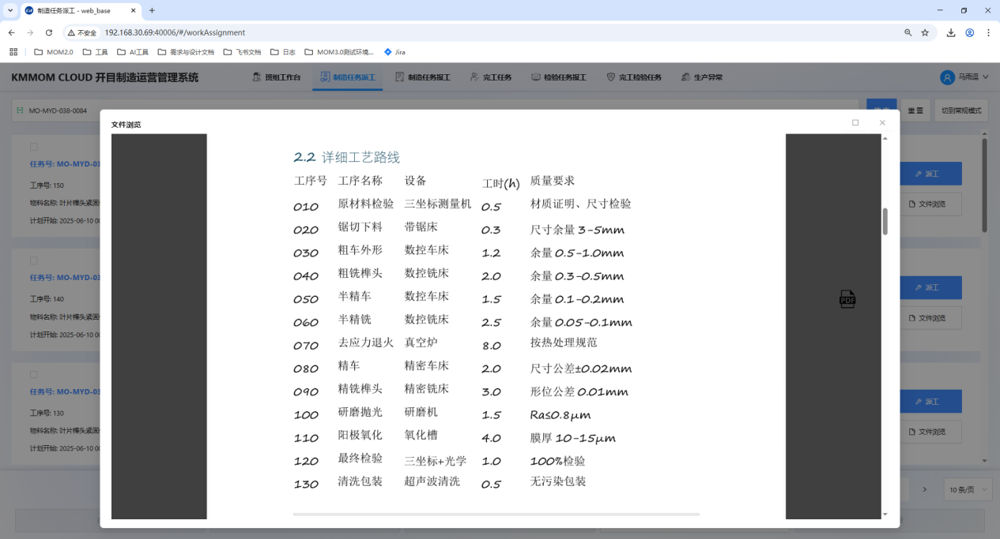 制造任务派工 - web_base
不安全 192.168.30.69:40006/#/workAssignment
MOM2.0 工具 AI工具 需求与设计文档 飞书文档 日志 MOM3.0测试环境... Jira
KMMOM CLOUD 开目制造运营管理系统 班组工作台 制造任务派工 制造任务报工 完工任务 检验任务报工 完工检验任务 生产异常 马雨逗
MO-MYD-038-0084 重置 切到常规模式
文件浏览
任务号: MO-MYD-03
工序号: 150
物料名称: 叶片榫头紧固
计划开始: 2025-06-10 00
派工
文件浏览
任务号: MO-MYD-03
工序号: 140
物料名称: 叶片榫头紧固
计划开始: 2025-06-10 00
派工
文件浏览
任务号: MO-MYD-03
工序号: 130
物料名称: 叶片榫头紧固
计划开始: 2025-06-10 00
派工
文件浏览
2.2 详细工艺路线
工序号 工序名称 设备 工时(h) 质量要求
010 原材料检验 三坐标测量机 0.5 材质证明、尺寸检验
020 锯切下料 带锯床 0.3 尺寸余量 3-5mm
030 粗车外形 数控车床 1.2 余量 0.5-1.0mm
040 粗铣榫头 数控铣床 2.0 余量 0.3-0.5mm
050 半精车 数控车床 1.5 余量 0.1-0.2mm
060 半精铣 数控铣床 2.5 余量 0.05-0.1mm
070 去应力退火 真空炉 8.0 按热处理规范
080 精车 精密车床 2.0 尺寸公差±0.02mm
090 精铣榫头 精密铣床 3.0 形位公差 0.01mm
100 研磨抛光 研磨机 1.5 Ra≤0.8μm
110 阳极氧化 氧化槽 4.0 膜厚 10-15μm
120 最终检验 三坐标+光学 1.0 100%检验
130 清洗包装 超声波清洗 0.5 无污染包装
PDF
10 条/页